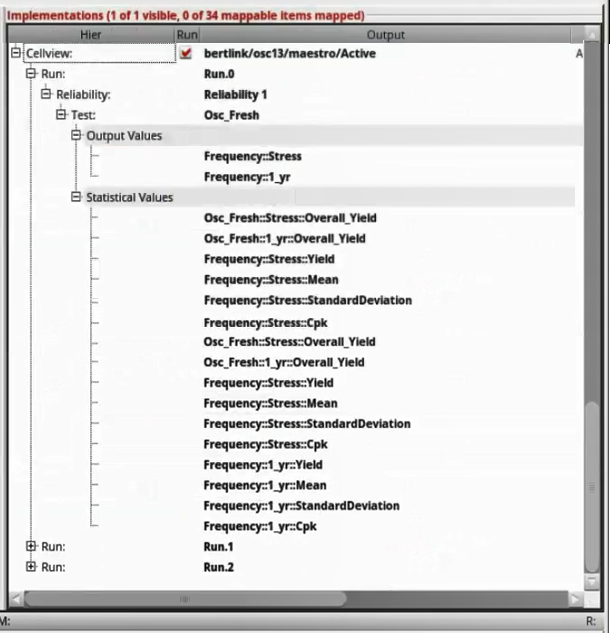 Implementations (1 of 1 visible, 0 of 34 mappable items mapped)
Hier Run Output
Cellview: bertlink/osc13/maestro/Active A
Run: Run.0
Reliability: Reliability 1
Test: Osc_Fresh
Output Values
Frequency::Stress
Frequency::1_yr
Statistical Values
Osc_Fresh::Stress::Overall_Yield
Osc_Fresh::1_yr::Overall_Yield
Frequency::Stress::Yield
Frequency::Stress::Mean
Frequency::Stress::StandardDeviation
Frequency::Stress::Cpk
Osc_Fresh::Stress::Overall_Yield
Osc_Fresh::1_yr::Overall_Yield
Frequency::Stress::Yield
Frequency::Stress::Mean
Frequency::Stress::StandardDeviation
Frequency::Stress::Cpk
Frequency::1_yr::Yield
Frequency::1_yr::Mean
Frequency::1_yr::StandardDeviation
Frequency::1_yr::Cpk
Run: Run.1
Run: Run.2
M: R: